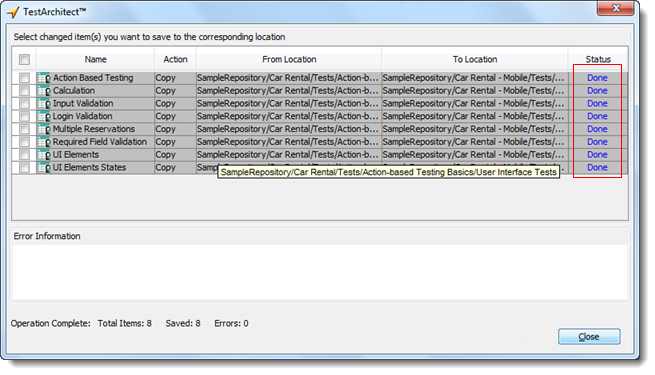 TestArchitect™
Select changed item(s) you want to save to the corresponding location
Name Action From Location To Location Status
Action Based Testing Copy SampleRepository/Car Rental/Tests/Action-b... SampleRepository/Car Rental - Mobile/Tests/... Done
Calculation Copy SampleRepository/Car Rental/Tests/Action-b... SampleRepository/Car Rental - Mobile/Tests/... Done
Input Validation Copy SampleRepository/Car Rental/Tests/Action-b... SampleRepository/Car Rental - Mobile/Tests/... Done
Login Validation Copy SampleRepository/Car Rental/Tests/Action-b... SampleRepository/Car Rental - Mobile/Tests/... Done
Multiple Reservations Copy SampleRepository/Car Rental/Tests/Action-b... SampleRepository/Car Rental - Mobile/Tests/... Done
Required Field Validation Copy SampleRepository/Car Rental/Tests/Action-b... SampleRepository/Car Rental - Mobile/Tests/... Done
UI Elements Copy SampleRepository/Car Rental/Tests/Action-b... SampleRepository/Car Rental - Mobile/Tests/... Done
UI Elements States Copy Done
SampleRepository/Car Rental/Tests/Action-based Testing Basics/User Interface Tests
Error Information
Operation Complete: Total Items: 8 Saved: 8 Errors: 0
Close